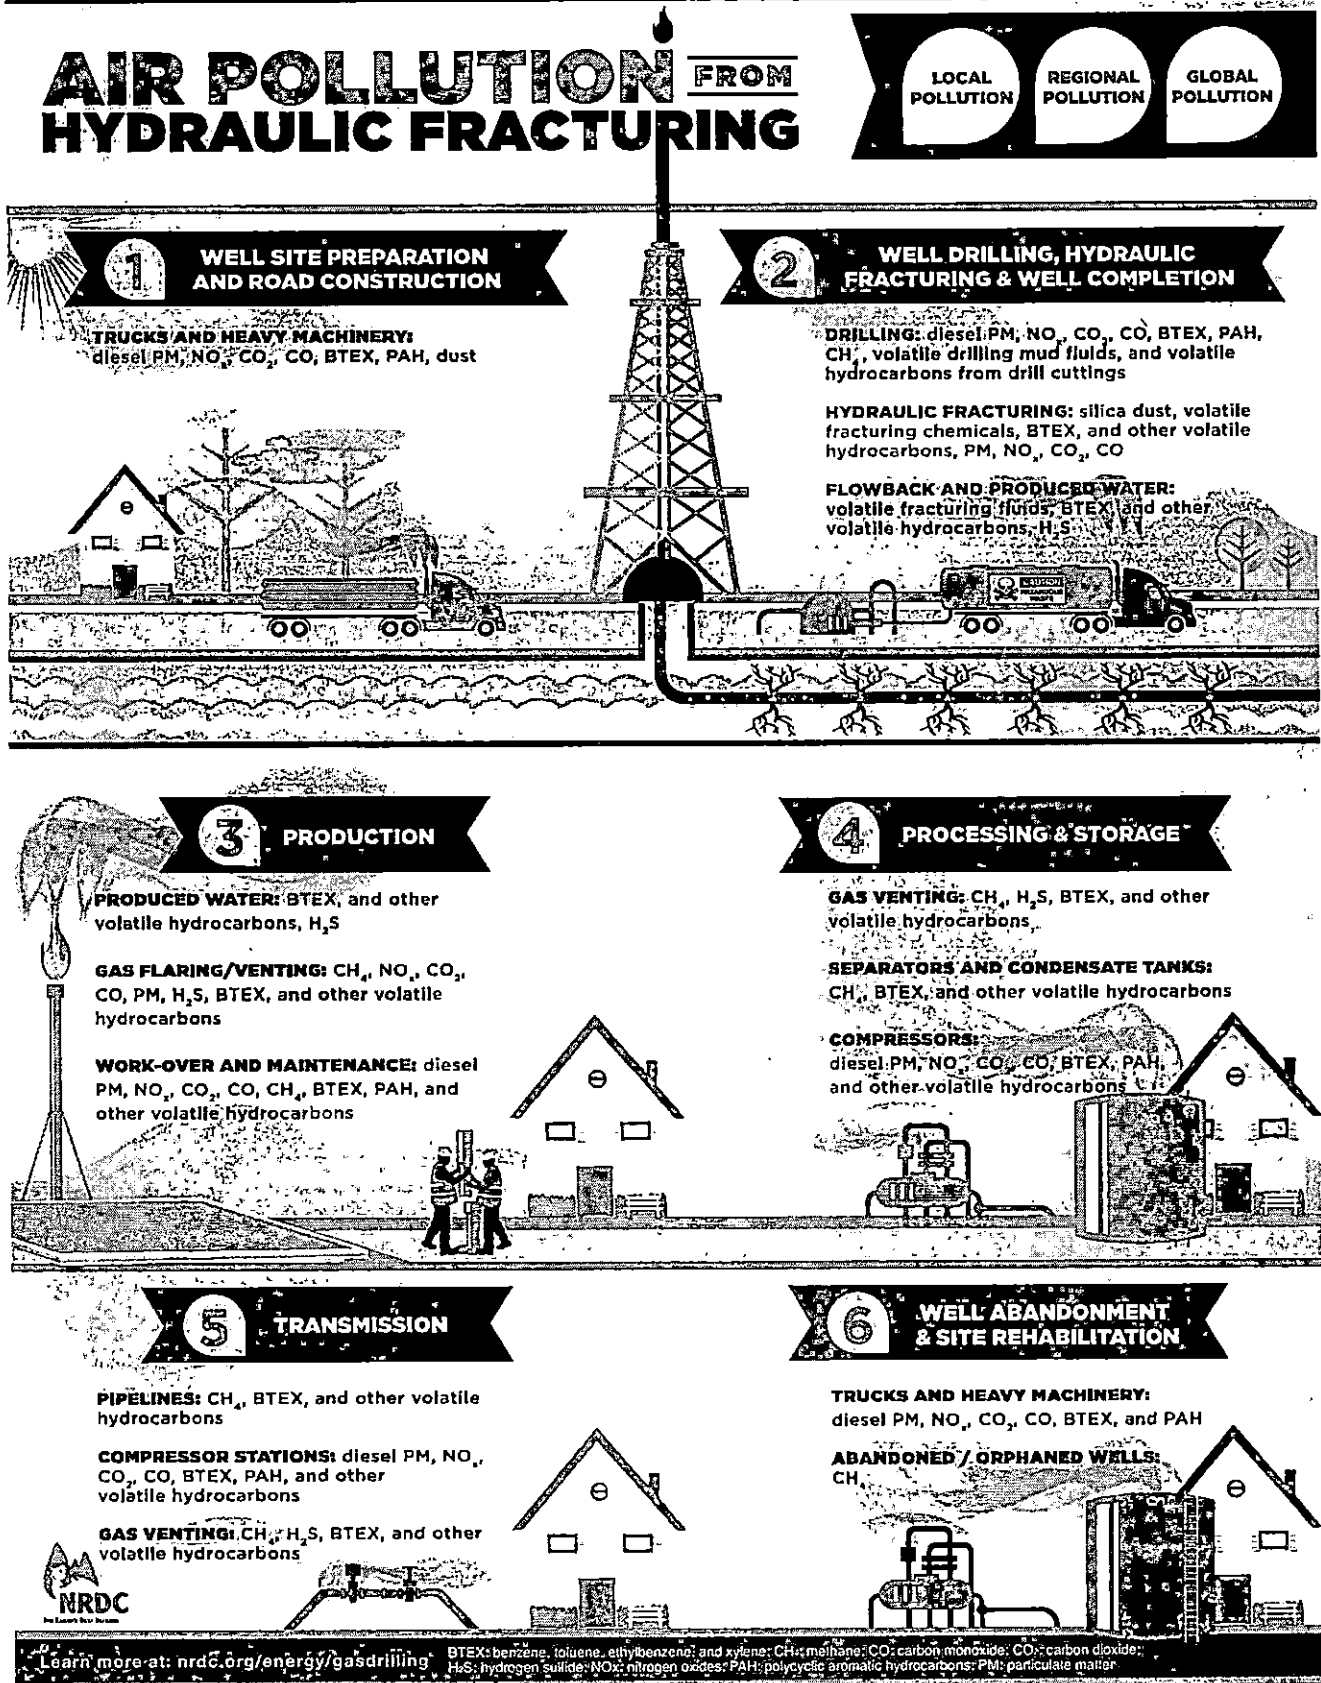 AIR POLLUTION FROM
HYDRAULIC FRACTURING
LOCAL
POLLUTION
REGIONAL
POLLUTION
GLOBAL
POLLUTION
1
WELL SITE PREPARATION
AND ROAD CONSTRUCTION
TRUCKS AND HEAVY MACHINERY:
diesel PM, NOₓ, CO₂, CO, BTEX, PAH, dust
2
WELL DRILLING, HYDRAULIC
FRACTURING & WELL COMPLETION
DRILLING: diesel PM, NOₓ, CO₂, CO, BTEX, PAH,
CH₄, volatile drilling mud fluids, and volatile
hydrocarbons from drill cuttings
HYDRAULIC FRACTURING: silica dust, volatile
fracturing chemicals, BTEX, and other volatile
hydrocarbons, PM, NOₓ, CO₂, CO
FLOWBACK AND PRODUCED WATER:
volatile fracturing fluids, BTEX, and other
volatile hydrocarbons, H₂S
CAUTION
3
PRODUCTION
PRODUCED WATER: BTEX, and other
volatile hydrocarbons, H₂S
GAS FLARING/VENTING: CH₄, NOₓ, CO₂,
CO, PM, H₂S, BTEX, and other volatile
hydrocarbons
WORK-OVER AND MAINTENANCE: diesel
PM, NOₓ, CO₂, CO, CH₄, BTEX, PAH, and
other volatile hydrocarbons
4
PROCESSING & STORAGE
GAS VENTING: CH₄, H₂S, BTEX, and other
volatile hydrocarbons
SEPARATORS AND CONDENSATE TANKS:
CH₄, BTEX, and other volatile hydrocarbons
COMPRESSORS:
diesel PM, NOₓ, CO₂, CO, BTEX, PAH,
and other volatile hydrocarbons
5
TRANSMISSION
PIPELINES: CH₄, BTEX, and other volatile
hydrocarbons
COMPRESSOR STATIONS: diesel PM, NOₓ,
CO₂, CO, BTEX, PAH, and other
volatile hydrocarbons
GAS VENTING: CH₄, H₂S, BTEX, and other
volatile hydrocarbons
6
WELL ABANDONMENT
& SITE REHABILITATION
TRUCKS AND HEAVY MACHINERY:
diesel PM, NOₓ, CO₂, CO, BTEX, and PAH
ABANDONED / ORPHANED WELLS:
CH₄
NRDC
Learn more at: nrdc.org/energy/gasdrilling
BTEX: benzene, toluene, ethylbenzene, and xylene; CH₄: methane; CO: carbon monoxide; CO₂: carbon dioxide;
H₂S: hydrogen sulfide; NOx: nitrogen oxides; PAH: polycyclic aromatic hydrocarbons; PM: particulate matter